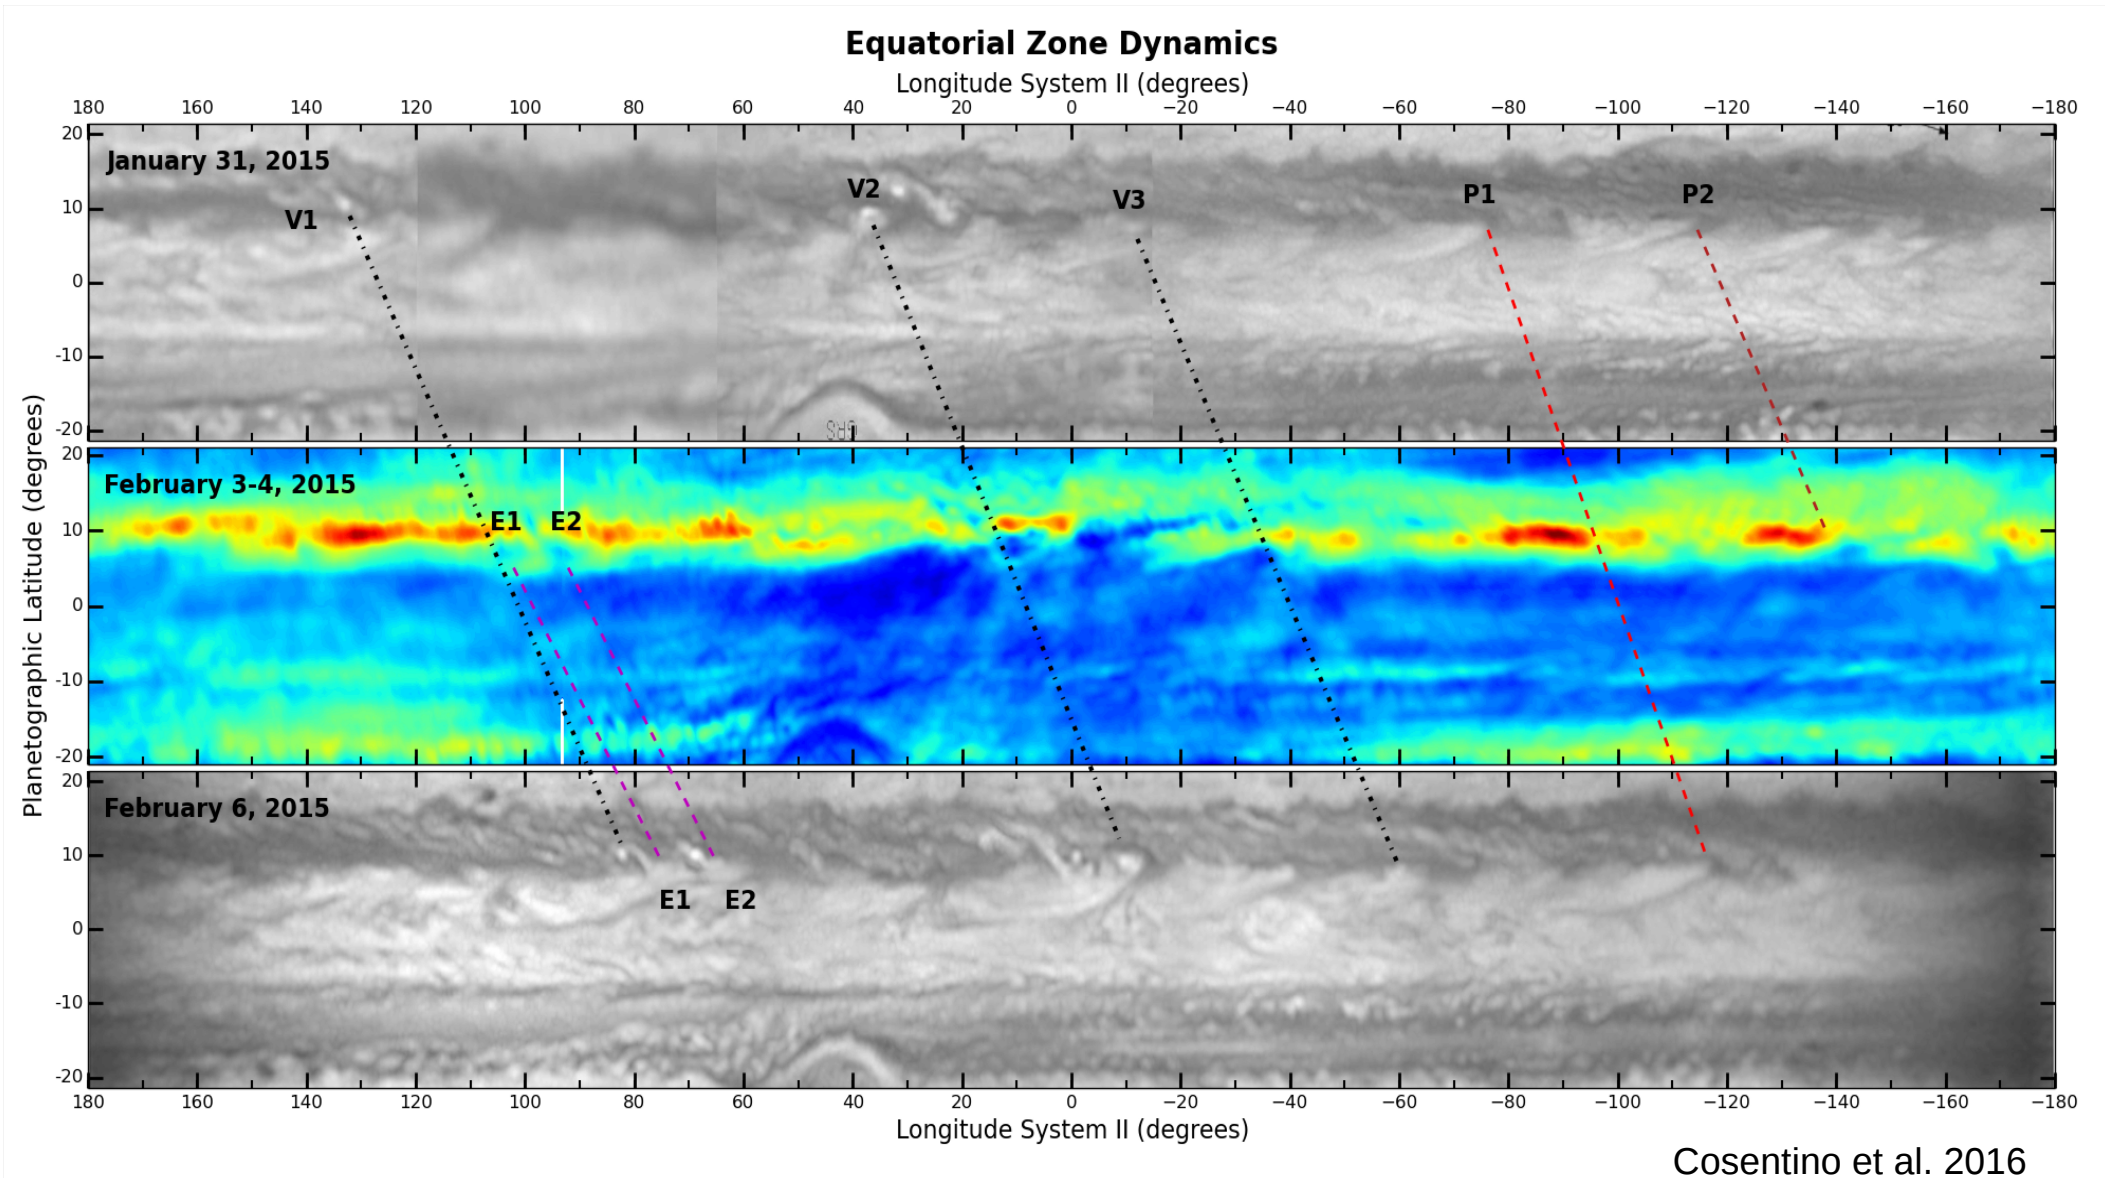 Equatorial Zone Dynamics
Longitude System II (degrees)
180 160 140 120 100 80 60 40 20 0 −20 −40 −60 −80 −100 −120 −140 −160 −180
Planetographic Latitude (degrees)
20
January 31, 2015
V1 V2 V3 P1 P2
10
0
-10
-20
GRS
20
February 3-4, 2015
E1 E2
10
0
-10
-20
20
February 6, 2015
10
E1 E2
0
-10
-20
180 160 140 120 100 80 60 40 20 0 −20 −40 −60 −80 −100 −120 −140 −160 −180
Longitude System II (degrees)
Cosentino et al. 2016